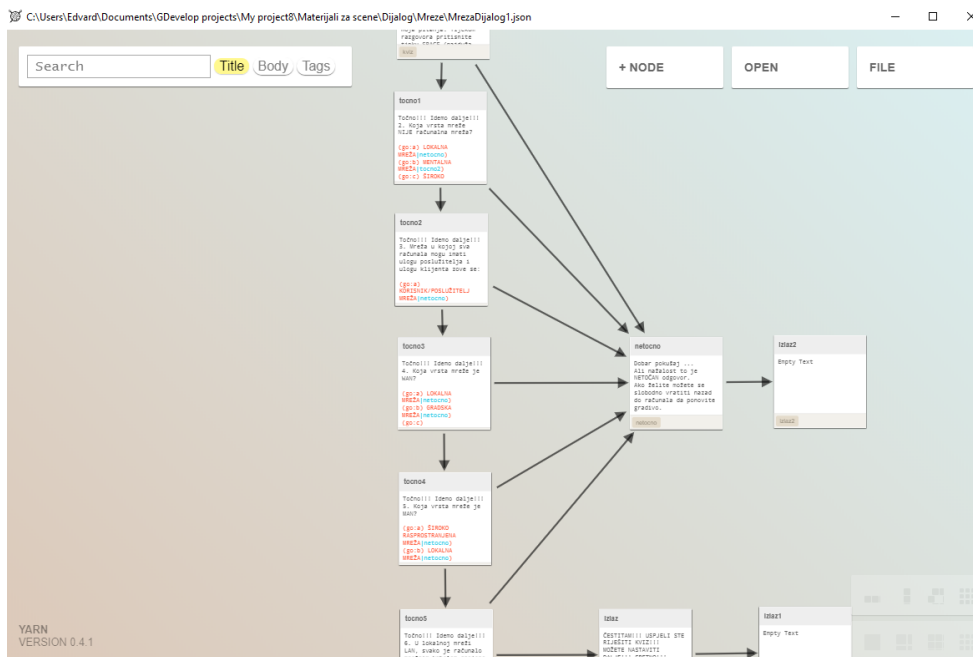 C:\Users\Edvard\Documents\GDevelop projects\My project8\Materijali za scene\Dijalog\Mreze\MrezaDijalog1.json
Search
Title
Body
Tags
+ NODE
OPEN
FILE
razgovora pritisnite
tocno1
Točno!!! Idemo dalje!!!
2. Koja vrsta mreže
NIJE računalna mreža?
(go:a) LOKALNA
MREŽA|netocno)
(go:b) MENTALNA
MREŽA|tocno2)
(go:c) ŠIROKO
tocno2
Točno!!! Idemo dalje!!!
3. Mreža u kojoj sva
računala mogu imati
ulogu poslužitelja i
ulogu klijenta zove se:
(go:a)
KORISNIK/POSLUŽITELJ
MREŽA|netocno)
tocno3
Točno!!! Idemo dalje!!!
4. Koja vrsta mreže je
WAN?
(go:a) LOKALNA
MREŽA|netocno)
(go:b) GRADSKA
MREŽA|netocno)
(go:c)
netocno
Dobar pokušaj ...
Ali nažalost to je
NETOČAN odgovor.
Ako želite možete se
slobodno vratiti nazad
do računala da ponovite
gradivo.
netocno
izlaz2
Empty Text
izlaz2
tocno4
Točno!!! Idemo dalje!!!
5. Koja vrsta mreže je
MAN?
(go:a) ŠIROKO
RASPROSTRANJENA
MREŽA|netocno)
(go:b) LOKALNA
MREŽA|netocno)
tocno5
Točno!!! Idemo dalje!!!
6. U lokalnoj mreži
LAN, svako je računalo
izlaz
ČESTITAM!!! USPJELI STE
RIJEŠITI KVIZ!!!
MOŽETE NASTAVITI
izlaz1
Empty Text
YARN
VERSION 0.4.1